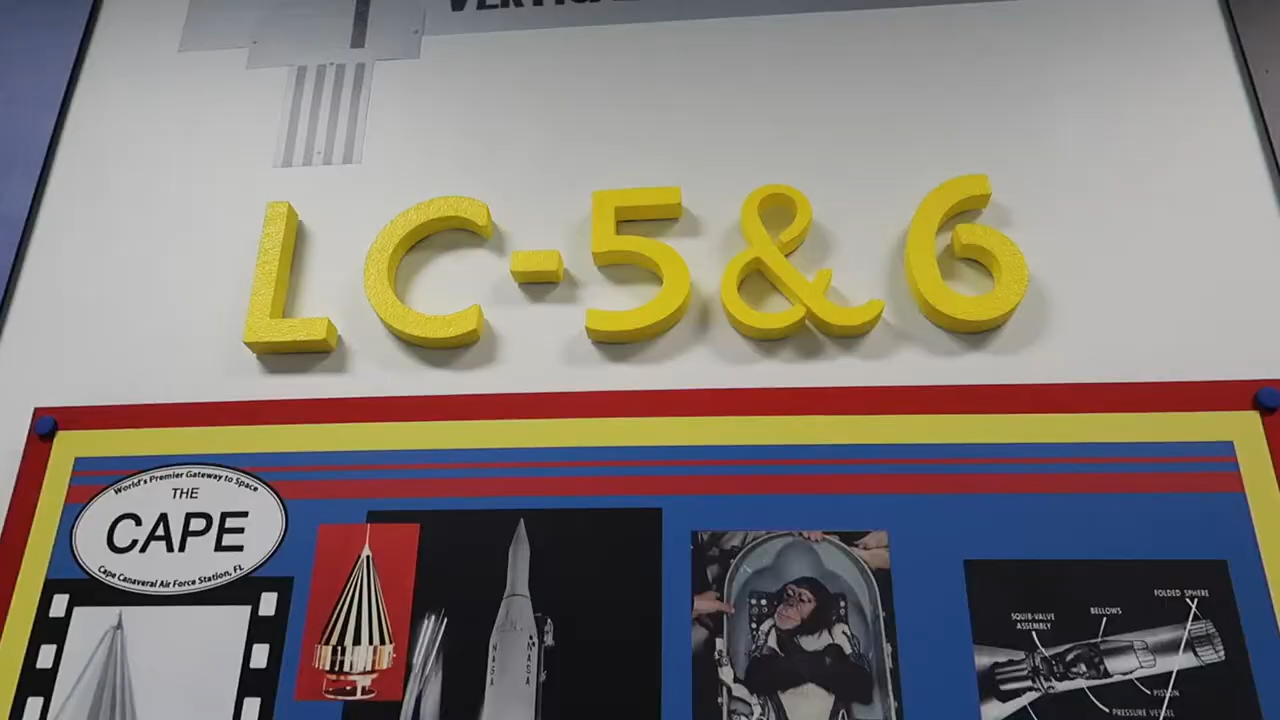 LC-5&6
World's Premier Gateway to Space
THE
CAPE
Cape Canaveral Air Force Station, FL
NASA
NASA
FOLDED SPHERE
SQUIB-VALVE
ASSEMBLY
BELLOWS
PISTON
PRESSURE VESSEL